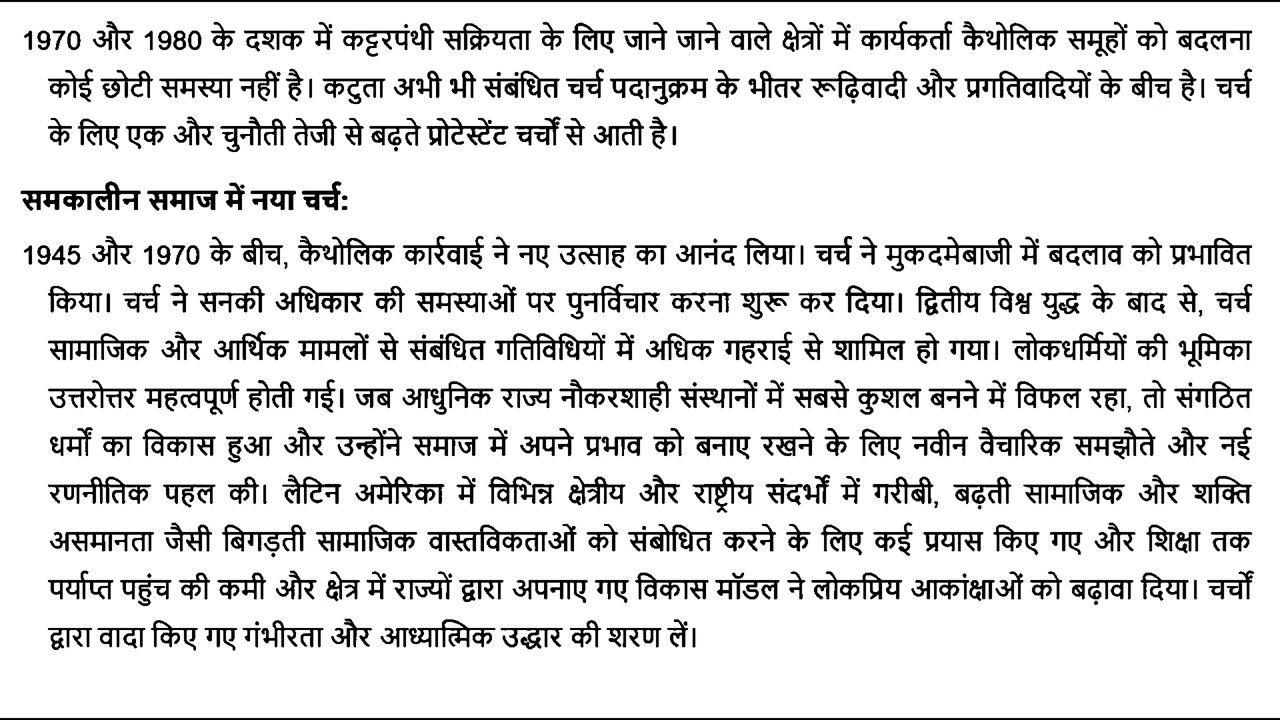 1970 और 1980 के दशक में कट्टरपंथी सक्रियता के लिए जाने जाने वाले क्षेत्रों में कार्यकर्ता कैथोलिक समूहों को बदलना
कोई छोटी समस्या नहीं है। कटुता अभी भी संबंधित चर्च पदानुक्रम के भीतर रूढ़िवादी और प्रगतिवादियों के बीच है। चर्च
के लिए एक और चुनौती तेजी से बढ़ते प्रोटेस्टेंट चर्चों से आती है।
समकालीन समाज में नया चर्च:
1945 और 1970 के बीच, कैथोलिक कार्रवाई ने नए उत्साह का आनंद लिया। चर्च ने मुकदमेबाजी में बदलाव को प्रभावित
किया। चर्च ने सनकी अधिकार की समस्याओं पर पुनर्विचार करना शुरू कर दिया। द्वितीय विश्व युद्ध के बाद से, चर्च
सामाजिक और आर्थिक मामलों से संबंधित गतिविधियों में अधिक गहराई से शामिल हो गया। लोकधर्मियों की भूमिका
उत्तरोत्तर महत्वपूर्ण होती गई। जब आधुनिक राज्य नौकरशाही संस्थानों में सबसे कुशल बनने में विफल रहा, तो संगठित
धर्मों का विकास हुआ और उन्होंने समाज में अपने प्रभाव को बनाए रखने के लिए नवीन वैचारिक समझौते और नई
रणनीतिक पहल की। लैटिन अमेरिका में विभिन्न क्षेत्रीय और राष्ट्रीय संदर्भों में गरीबी, बढ़ती सामाजिक और शक्ति
असमानता जैसी बिगड़ती सामाजिक वास्तविकताओं को संबोधित करने के लिए कई प्रयास किए गए और शिक्षा तक
पर्याप्त पहुंच की कमी और क्षेत्र में राज्यों द्वारा अपनाए गए विकास मॉडल ने लोकप्रिय आकांक्षाओं को बढ़ावा दिया। चर्चों
द्वारा वादा किए गए गंभीरता और आध्यात्मिक उद्धार की शरण लें।